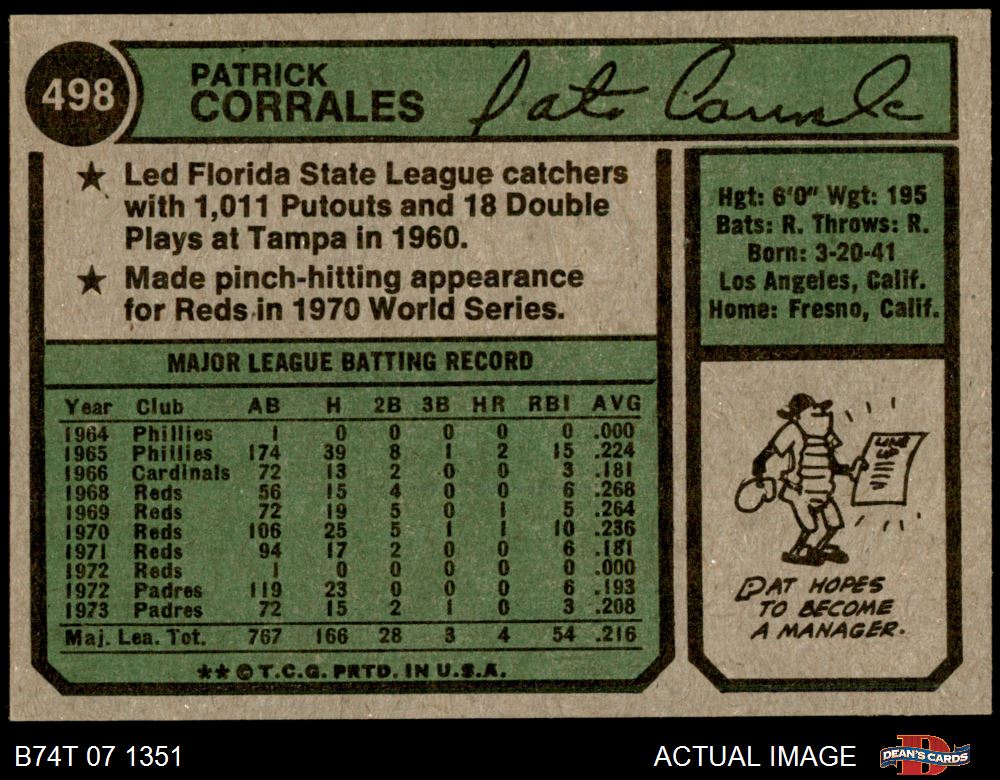 498
PATRICK
CORRALES
Pat Corrales
★ Led Florida State League catchers
with 1,011 Putouts and 18 Double
Plays at Tampa in 1960.
★ Made pinch-hitting appearance
for Reds in 1970 World Series.
Hgt: 6'0" Wgt: 195
Bats: R. Throws: R.
Born: 3-20-41
Los Angeles, Calif.
Home: Fresno, Calif.
MAJOR LEAGUE BATTING RECORD
Year Club AB H 2B 3B HR RBI AVG
1964 Phillies 1 0 0 0 0 0 .000
1965 Phillies 174 39 8 1 2 15 .224
1966 Cardinals 72 13 2 0 0 3 .181
1968 Reds 56 15 4 0 0 6 .268
1969 Reds 72 19 5 0 1 5 .264
1970 Reds 106 25 5 1 1 10 .236
1971 Reds 94 17 2 0 0 6 .181
1972 Reds 1 0 0 0 0 0 .000
1972 Padres 119 23 0 0 0 6 .193
1973 Padres 72 15 2 1 0 3 .208
Maj. Lea. Tot. 767 166 28 3 4 54 .216
** © T.C.G. PRTD. IN U.S.A.
LINE
UP
PAT HOPES
TO BECOME
A MANAGER.
B74T 07 1351
ACTUAL IMAGE
D
DEAN'S CARDS